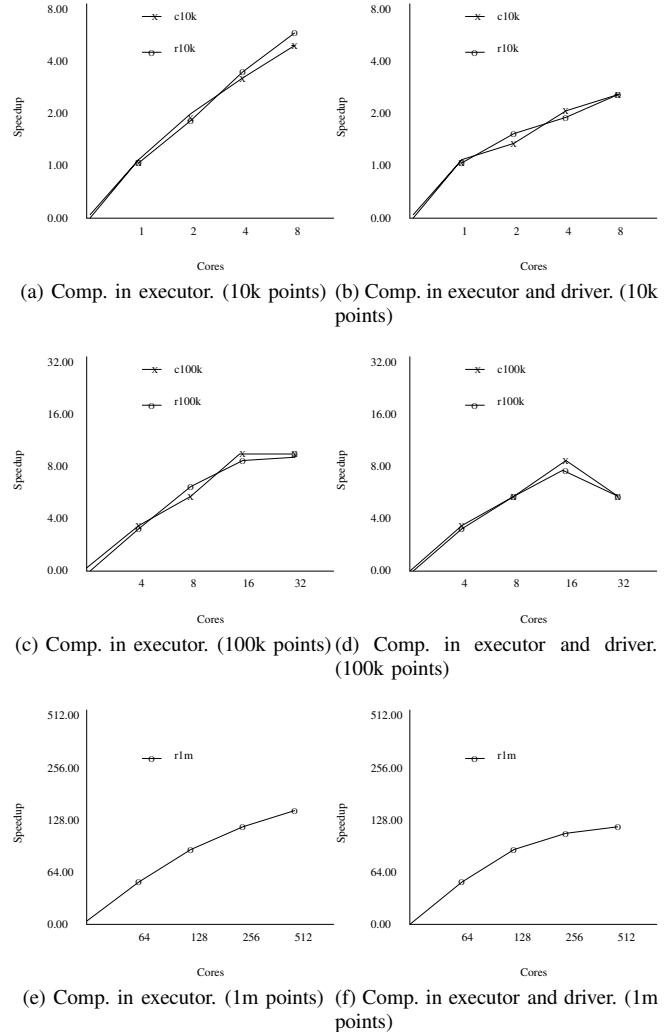 8.00
4.00
2.00
1.00
0.00
Speedup
c10k
r10k
1 2 4 8
Cores
(a) Comp. in executor. (10k points)
8.00
4.00
2.00
1.00
0.00
Speedup
c10k
r10k
1 2 4 8
Cores
(b) Comp. in executor and driver. (10k
points)
32.00
16.00
8.00
4.00
0.00
Speedup
c100k
r100k
4 8 16 32
Cores
(c) Comp. in executor. (100k points)
32.00
16.00
8.00
4.00
0.00
Speedup
c100k
r100k
4 8 16 32
Cores
(d) Comp. in executor and driver.
(100k points)
512.00
256.00
128.00
64.00
0.00
Speedup
r1m
64 128 256 512
Cores
(e) Comp. in executor. (1m points)
512.00
256.00
128.00
64.00
0.00
Speedup
r1m
64 128 256 512
Cores
(f) Comp. in executor and driver. (1m
points)